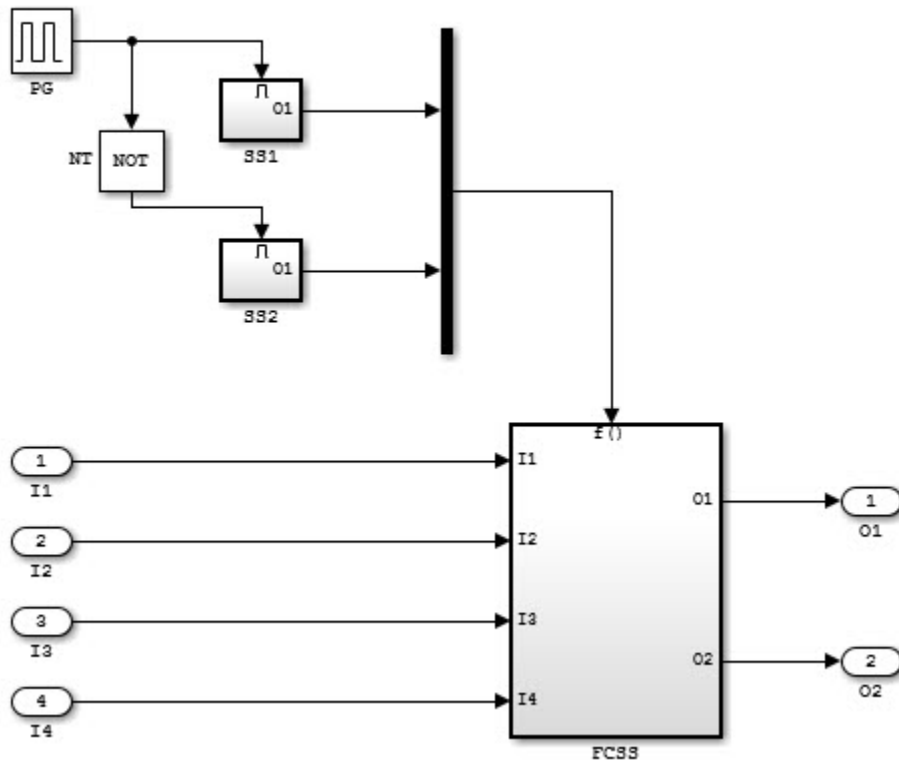 PG
O1
SS1
NT
NOT
O1
SS2
f()
1
I1
I1
O1
1
O1
2
I2
I2
3
I3
I3
O2
2
O2
4
I4
I4
FCSS